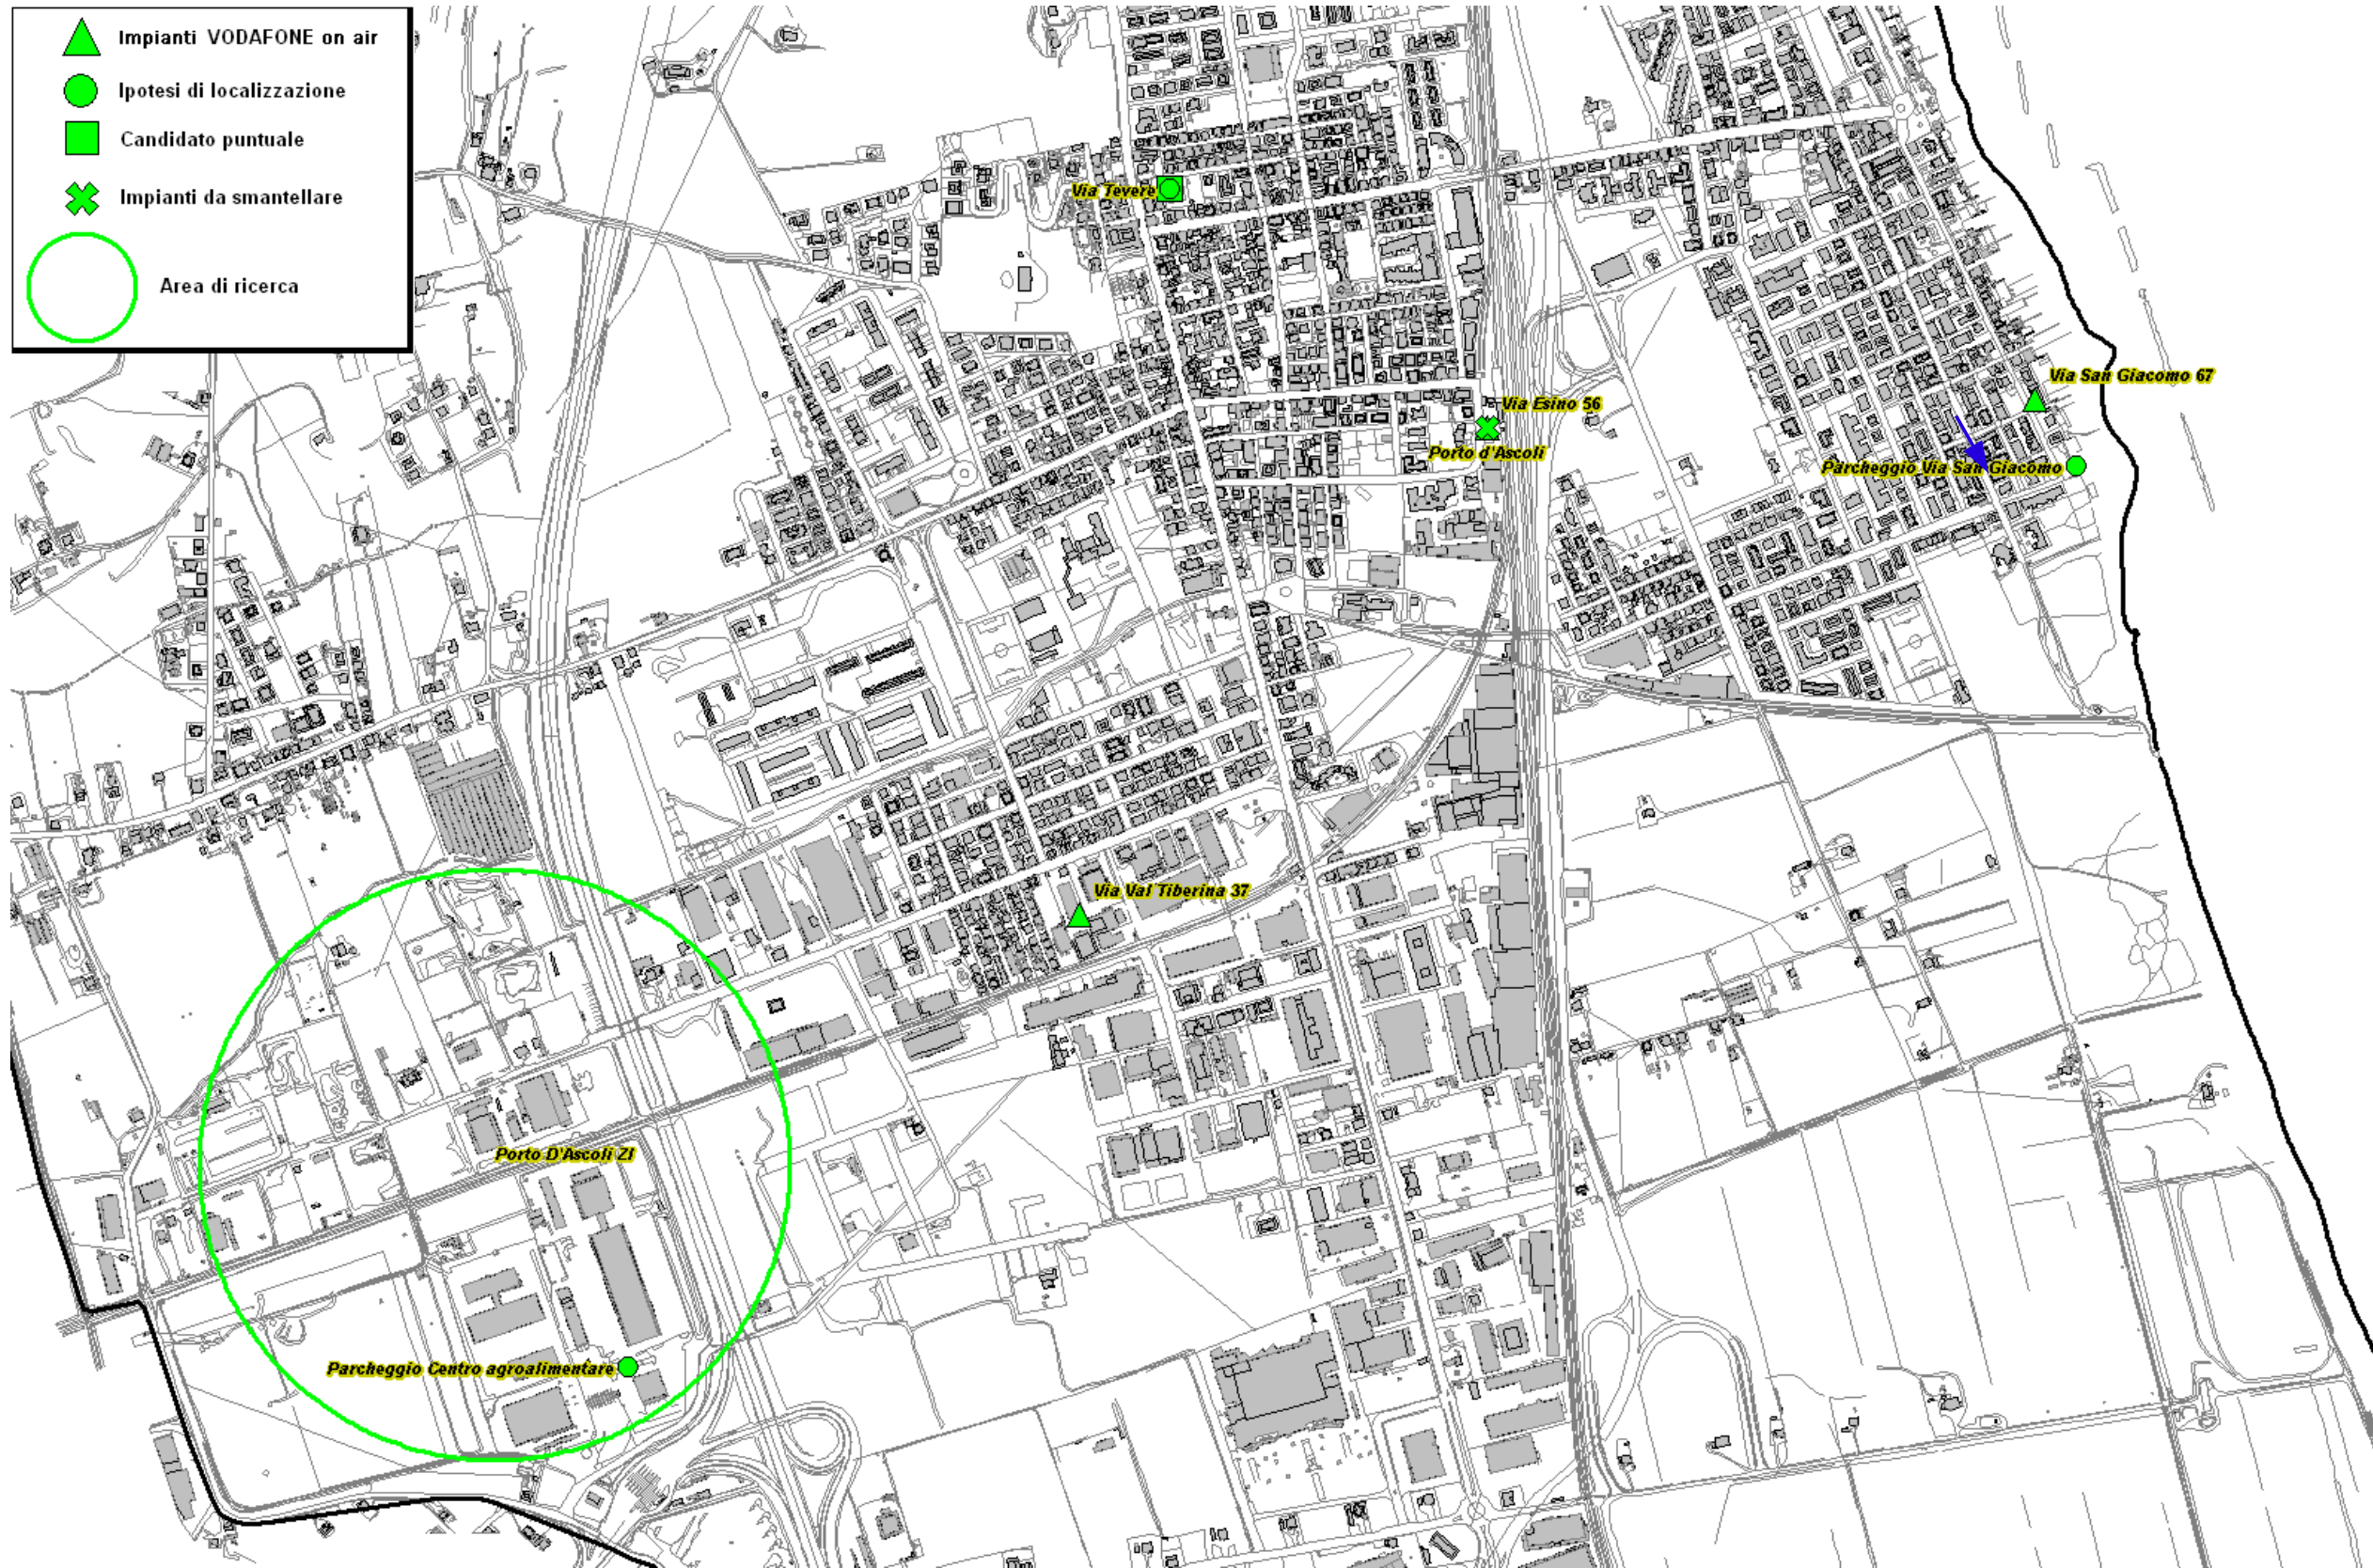 Impianti VODAFONE on air
Ipotesi di localizzazione
Candidato puntuale
Impianti da smantellare
Area di ricerca
Via Tevere
Via San Giacomo 67
Via Esino 56
Porto d'Ascoli
Parcheggio Via San Giacomo
Via Val Tiberina 37
Porto D'Ascoli ZI
Parcheggio Centro agroalimentare